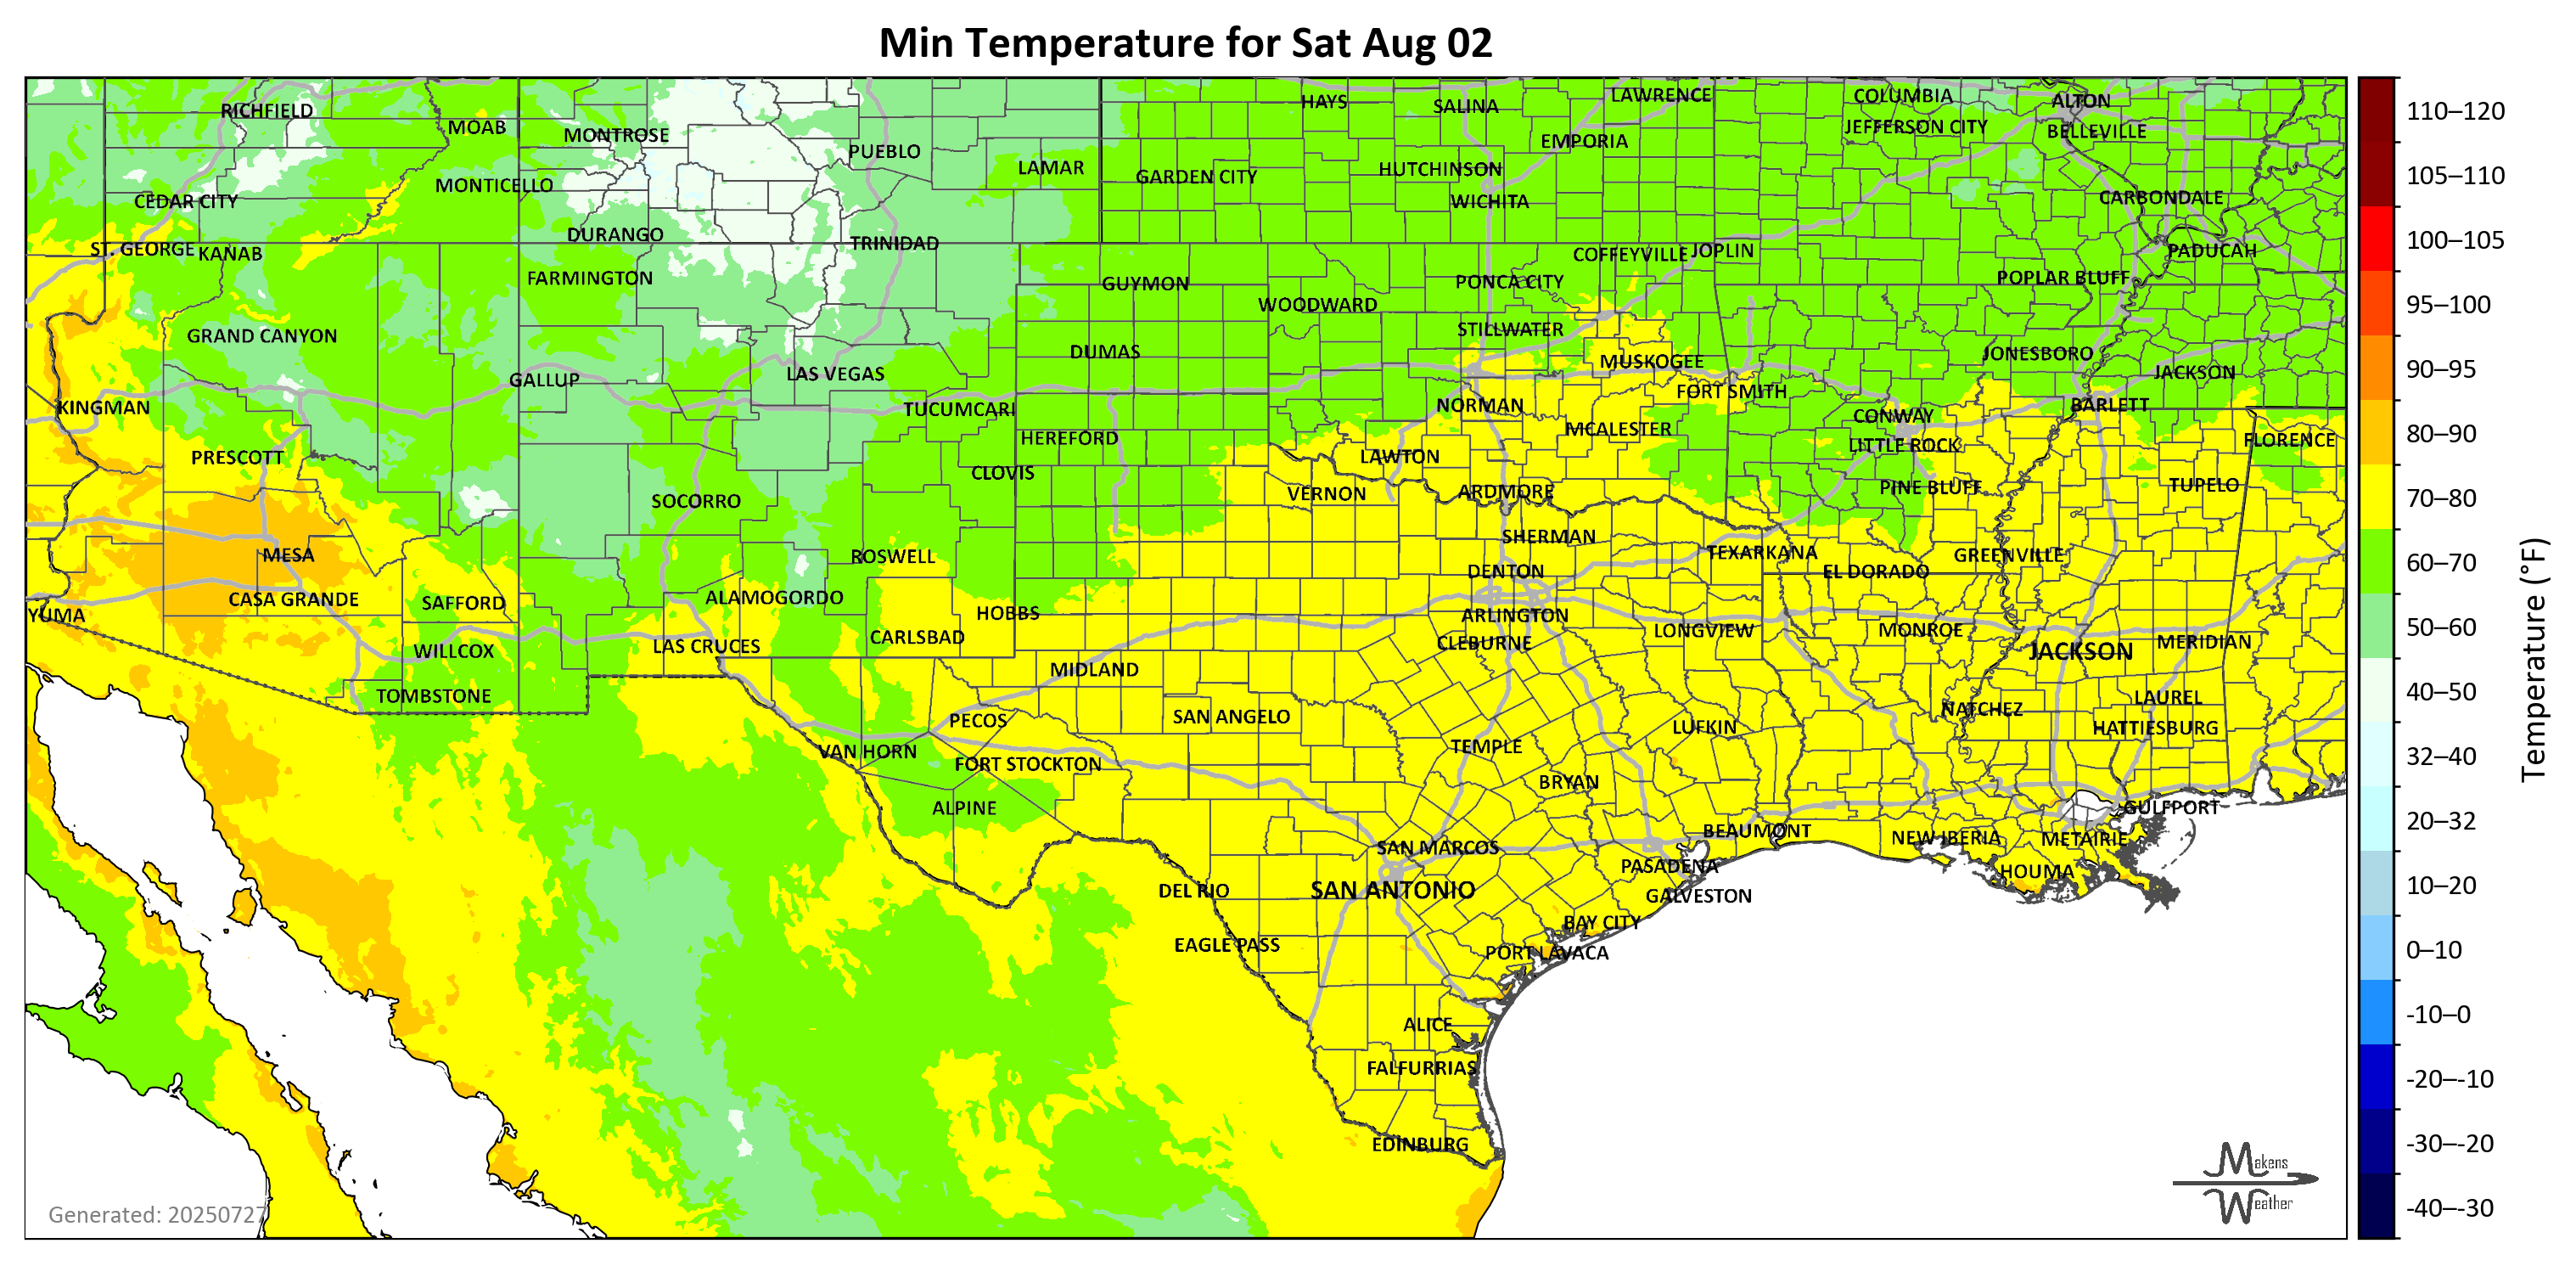 Min Temperature for Sat Aug 02
RICHFIELD
MOAB
MONTROSE
PUEBLO
LAMAR
HAYS
SALINA
LAWRENCE
COLUMBIA
ALTON
JEFFERSON CITY
BELLEVILLE
EMPORIA
HUTCHINSON
GARDEN CITY
MONTICELLO
CEDAR CITY
WICHITA
CARBONDALE
DURANGO
TRINIDAD
ST. GEORGE
KANAB
COFFEYVILLE
JOPLIN
PADUCAH
FARMINGTON
GUYMON
PONCA CITY
POPLAR BLUFF
WOODWARD
GRAND CANYON
STILLWATER
DUMAS
MUSKOGEE
JONESBORO
JACKSON
GALLUP
LAS VEGAS
FORT SMITH
KINGMAN
TUCUMCARI
NORMAN
CONWAY
BARLETT
HEREFORD
MCALESTER
LITTLE ROCK
FLORENCE
PRESCOTT
CLOVIS
LAWTON
SOCORRO
VERNON
ARDMORE
PINE BLUFF
TUPELO
MESA
ROSWELL
SHERMAN
TEXARKANA
GREENVILLE
CASA GRANDE
SAFFORD
ALAMOGORDO
DENTON
EL DORADO
YUMA
HOBBS
ARLINGTON
WILLCOX
LAS CRUCES
CARLSBAD
CLEBURNE
LONGVIEW
MONROE
JACKSON
MERIDIAN
TOMBSTONE
MIDLAND
LAUREL
PECOS
SAN ANGELO
NATCHEZ
HATTIESBURG
VAN HORN
FORT STOCKTON
TEMPLE
LUFKIN
ALPINE
BRYAN
GULFPORT
BEAUMONT
NEW IBERIA
METAIRIE
SAN MARCOS
PASADENA
HOUMA
DEL RIO
SAN ANTONIO
GALVESTON
EAGLE PASS
BAY CITY
PORT LAVACA
ALICE
FALFURRIAS
EDINBURG
Generated: 20250727
Makens
Weather
110–120
105–110
100–105
95–100
90–95
80–90
70–80
60–70
50–60
40–50
32–40
20–32
10–20
0–10
-10–0
-20–-10
-30–-20
-40–-30
Temperature (°F)